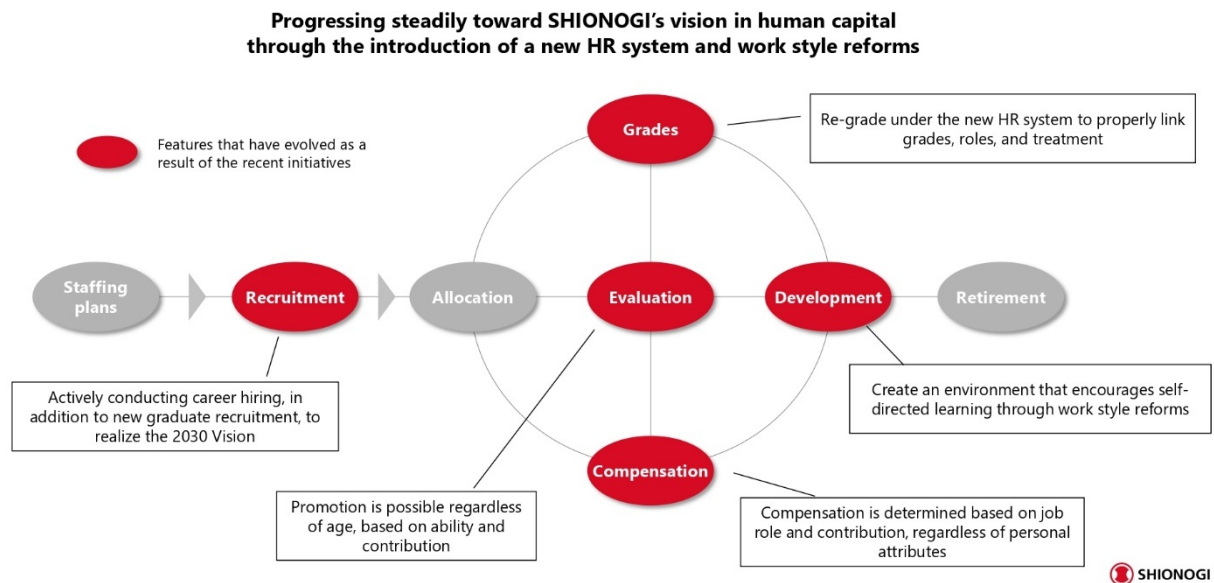 Progressing steadily toward SHIONOGI's vision in human capital
through the introduction of a new HR system and work style reforms
Features that have evolved as a
result of the recent initiatives
Grades
Re-grade under the new HR system to properly link
grades, roles, and treatment
Staffing
plans
Recruitment
Allocation
Evaluation
Development
Retirement
Actively conducting career hiring, in
addition to new graduate recruitment, to
realize the 2030 Vision
Create an environment that encourages self-
directed learning through work style reforms
Compensation
Promotion is possible regardless
of age, based on ability and
contribution
Compensation is determined based on job
role and contribution, regardless of personal
attributes
SHIONOGI